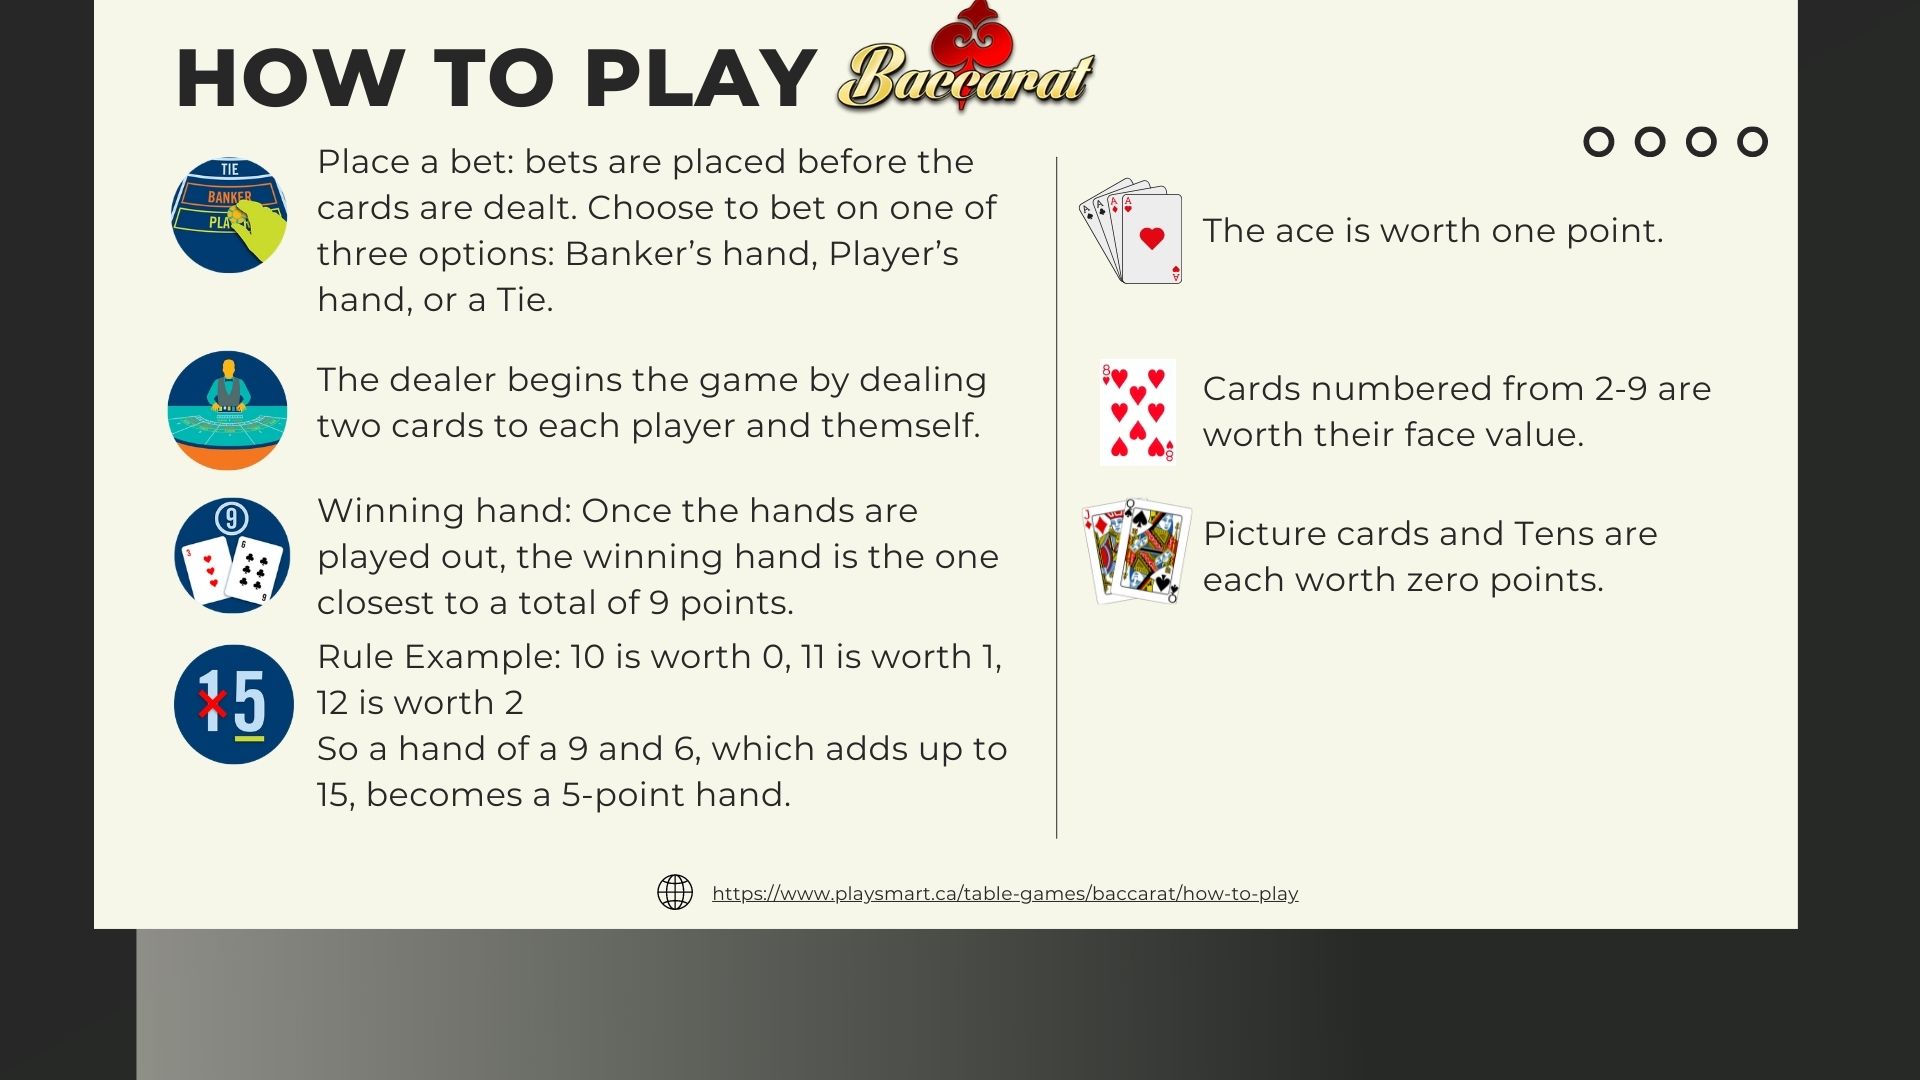 HOW TO PLAY Baccarat
TIE
BANKER
Place a bet: bets are placed before the
cards are dealt. Choose to bet on one of
three options: Banker’s hand, Player’s
hand, or a Tie.
The dealer begins the game by dealing
two cards to each player and themself.
9
3
6
6
Winning hand: Once the hands are
played out, the winning hand is the one
closest to a total of 9 points.
15
Rule Example: 10 is worth 0, 11 is worth 1,
12 is worth 2
So a hand of a 9 and 6, which adds up to
15, becomes a 5-point hand.
A A A A
A
The ace is worth one point.
8
8
Cards numbered from 2-9 are
worth their face value.
J Q
Q
Picture cards and Tens are
each worth zero points.
https://www.playsmart.ca/table-games/baccarat/how-to-play